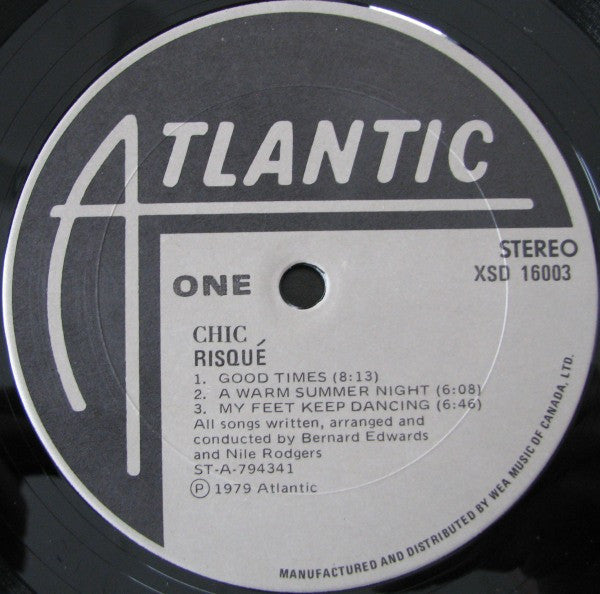 ATLANTIC
STEREO
XSD 16003
ONE
CHIC
RISQUÉ
1. GOOD TIMES (8:13)
2. A WARM SUMMER NIGHT (6:08)
3. MY FEET KEEP DANCING (6:46)
All songs written, arranged and
conducted by Bernard Edwards
and Nile Rodgers
ST-A-794341
Ⓟ 1979 Atlantic
MANUFACTURED AND DISTRIBUTED BY WEA MUSIC OF CANADA, LTD.